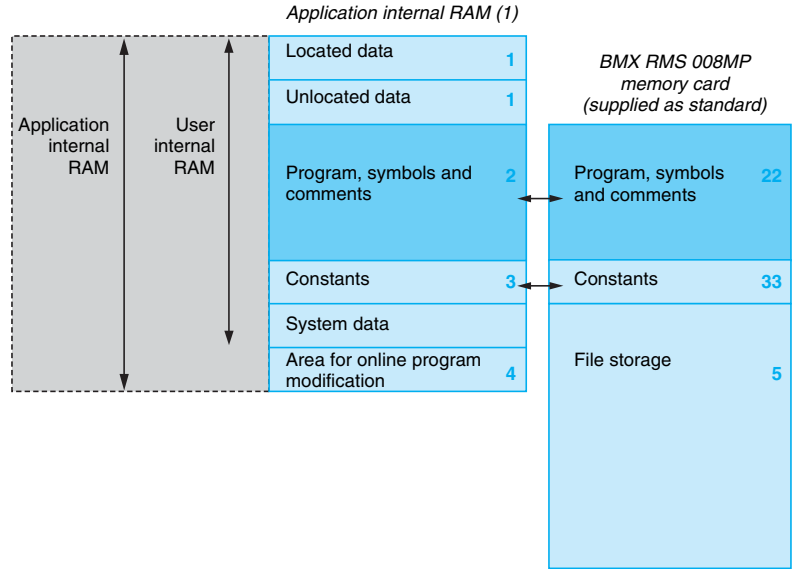 Application internal RAM (1)
Application
internal
RAM
User
internal
RAM
Located data 1
Unlocated data 1
Program, symbols and 2
comments
Constants 3
System data
Area for online program
modification 4
BMX RMS 008MP
memory card
(supplied as standard)
Program, symbols 22
and comments
Constants 33
File storage
5